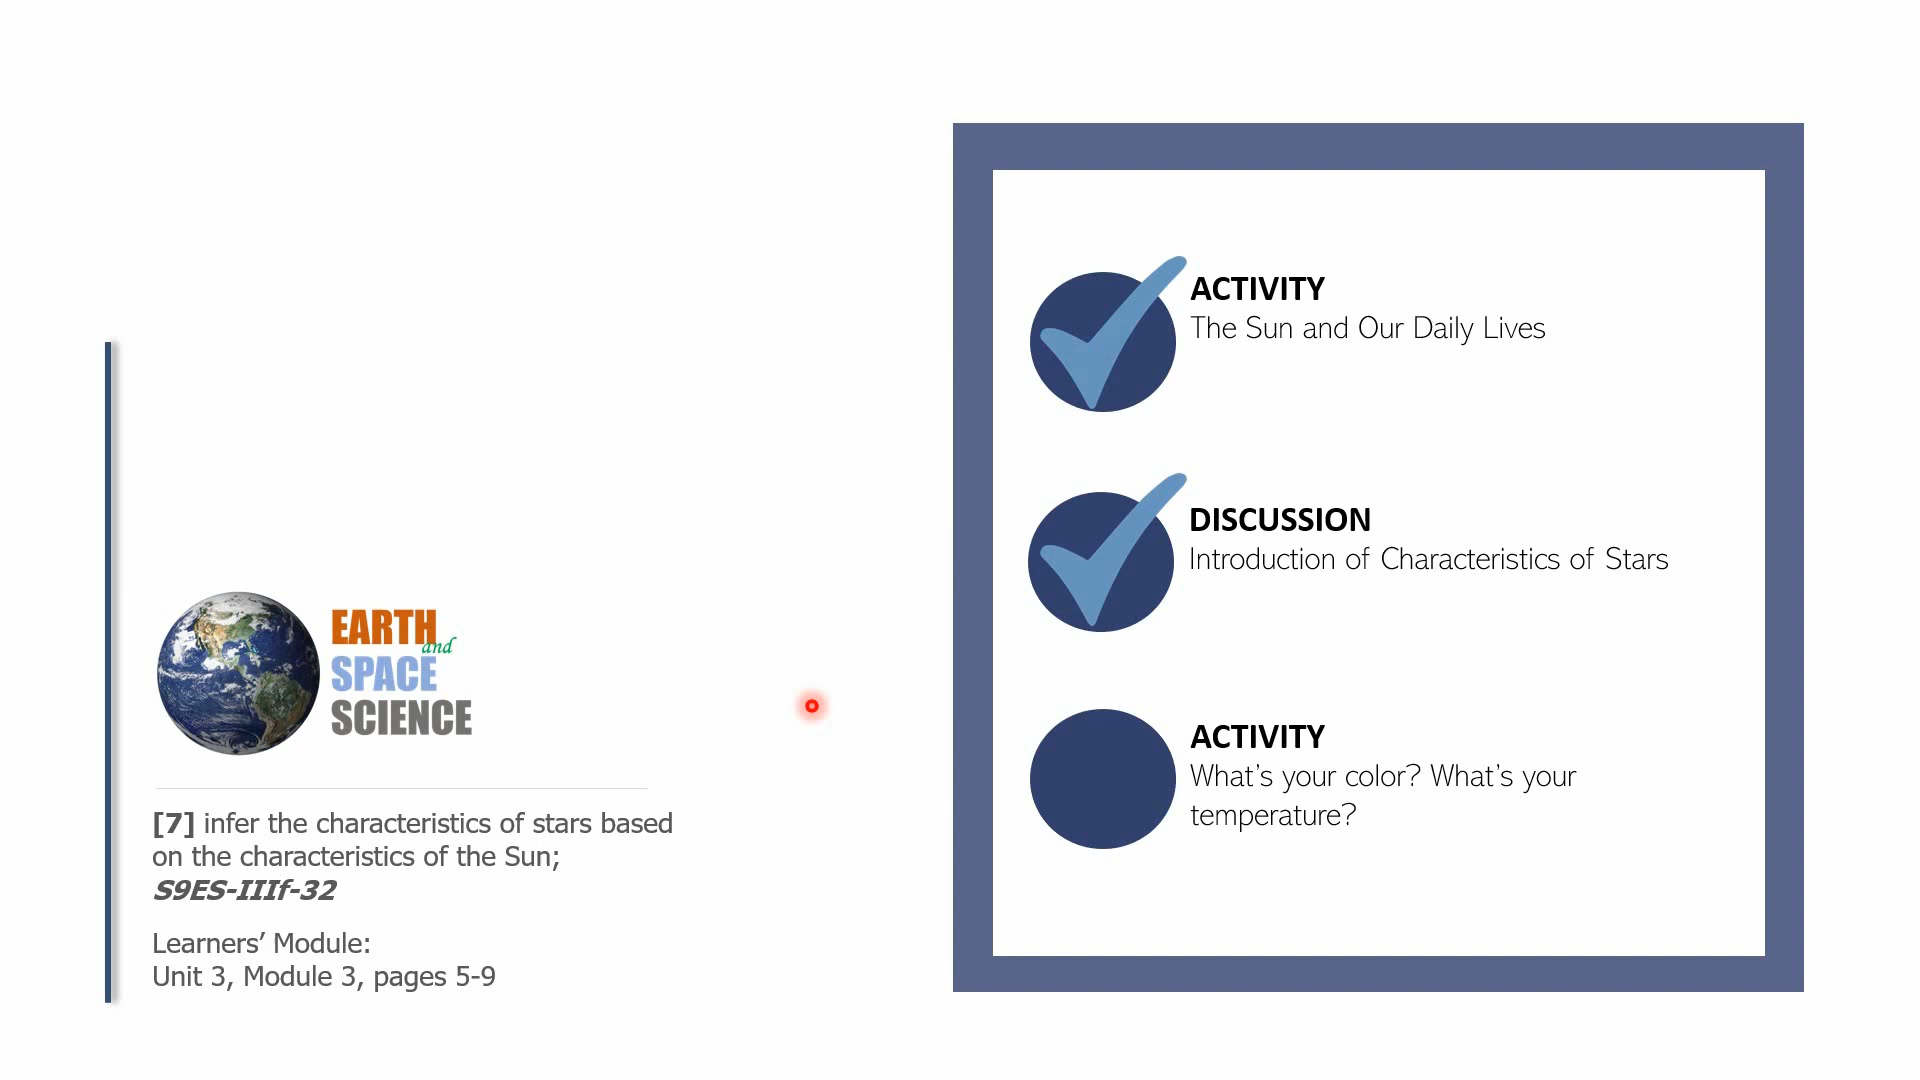 EARTH
and
SPACE
SCIENCE
[7] infer the characteristics of stars based
on the characteristics of the Sun;
S9ES-IIIf-32
Learners’ Module:
Unit 3, Module 3, pages 5-9
ACTIVITY
The Sun and Our Daily Lives
DISCUSSION
Introduction of Characteristics of Stars
ACTIVITY
What’s your color? What’s your
temperature?